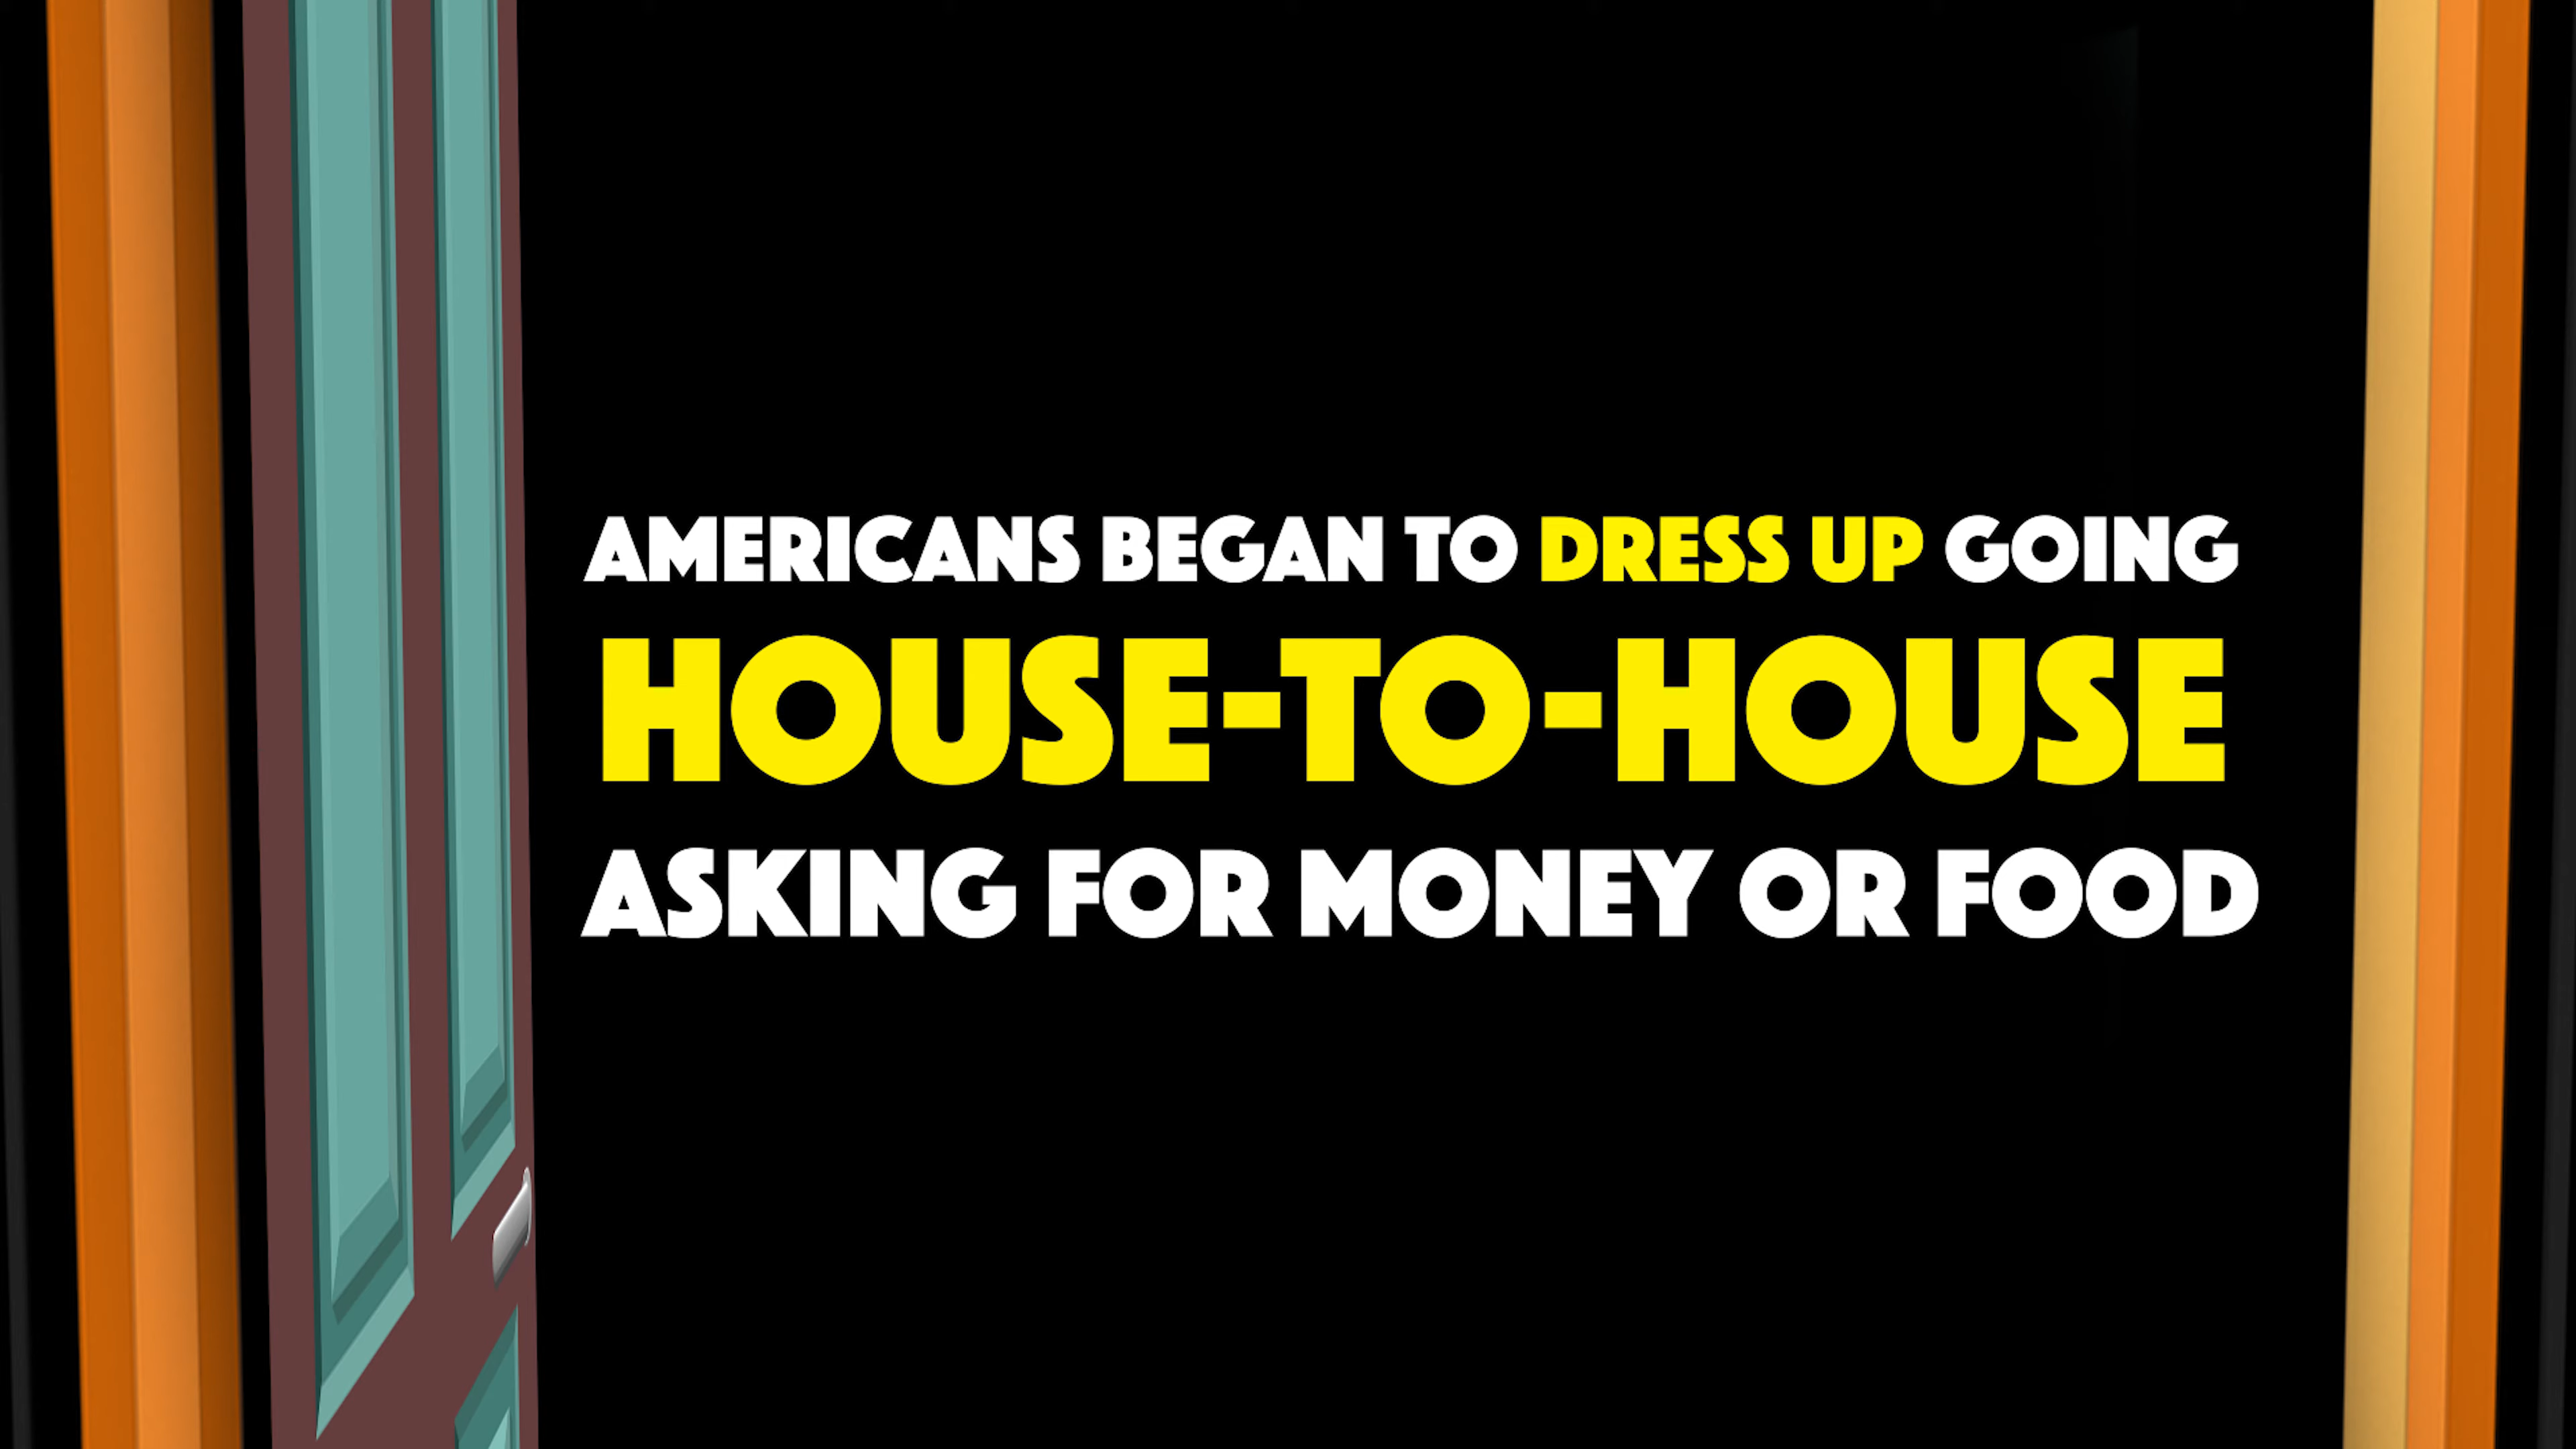 AMERICANS BEGAN TO DRESS UP GOING
HOUSE-TO-HOUSE
ASKING FOR MONEY OR FOOD